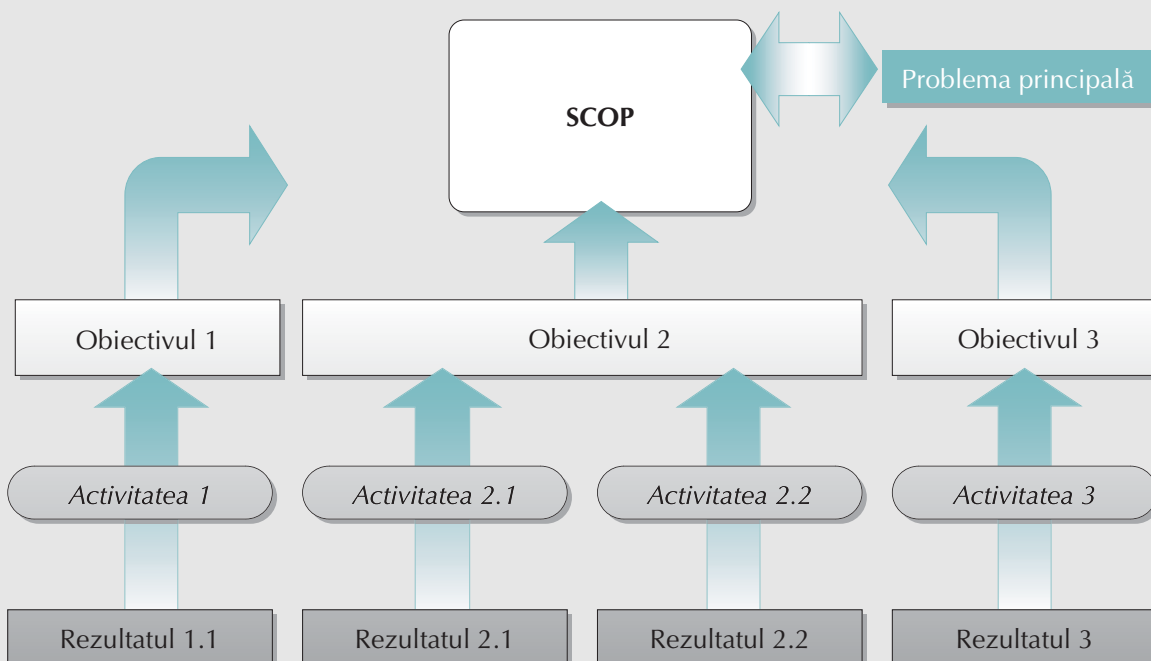 Problema principală
SCOP
Obiectivul 1
Obiectivul 2
Obiectivul 3
Activitatea 1
Activitatea 2.1
Activitatea 2.2
Activitatea 3
Rezultatul 1.1
Rezultatul 2.1
Rezultatul 2.2
Rezultatul 3